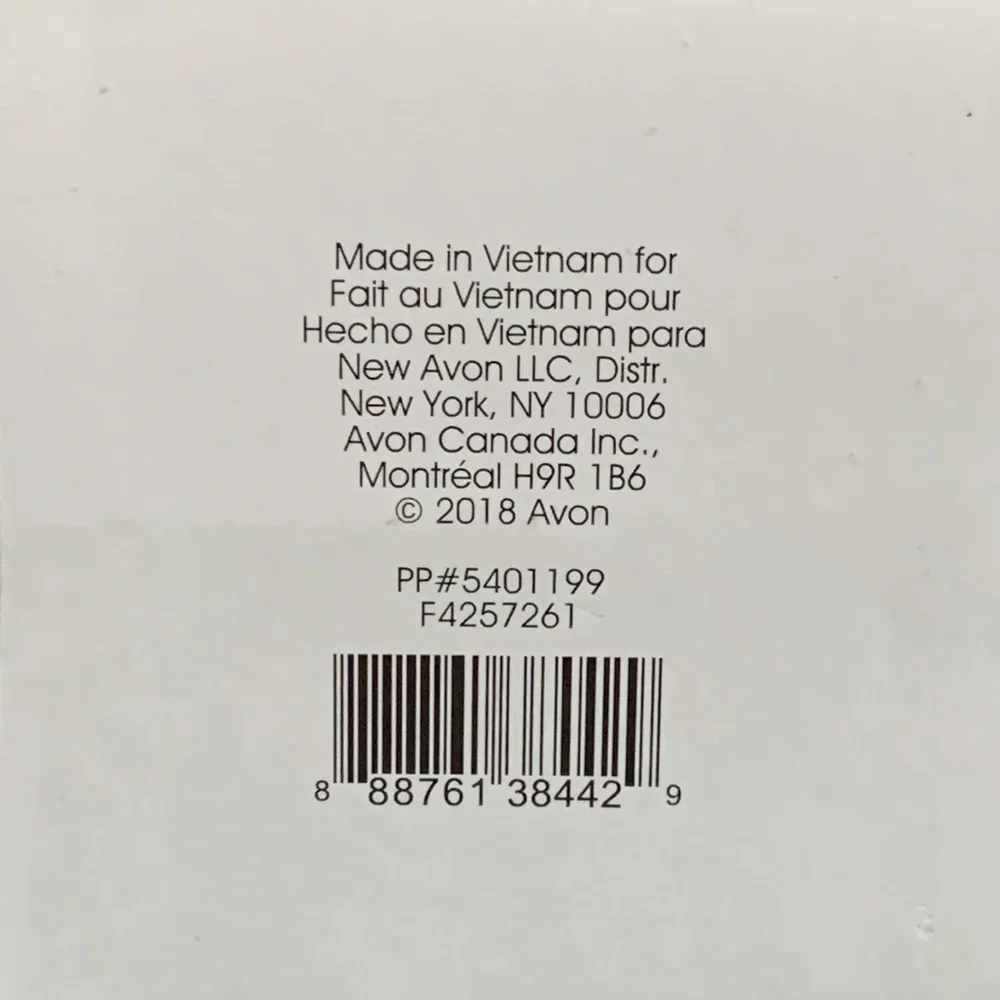 Made in Vietnam for
Fait au Vietnam pour
Hecho en Vietnam para
New Avon LLC, Distr.
New York, NY 10006
Avon Canada Inc.,
Montréal H9R 1B6
© 2018 Avon
PP#5401199
F4257261
8 88761 38442 9